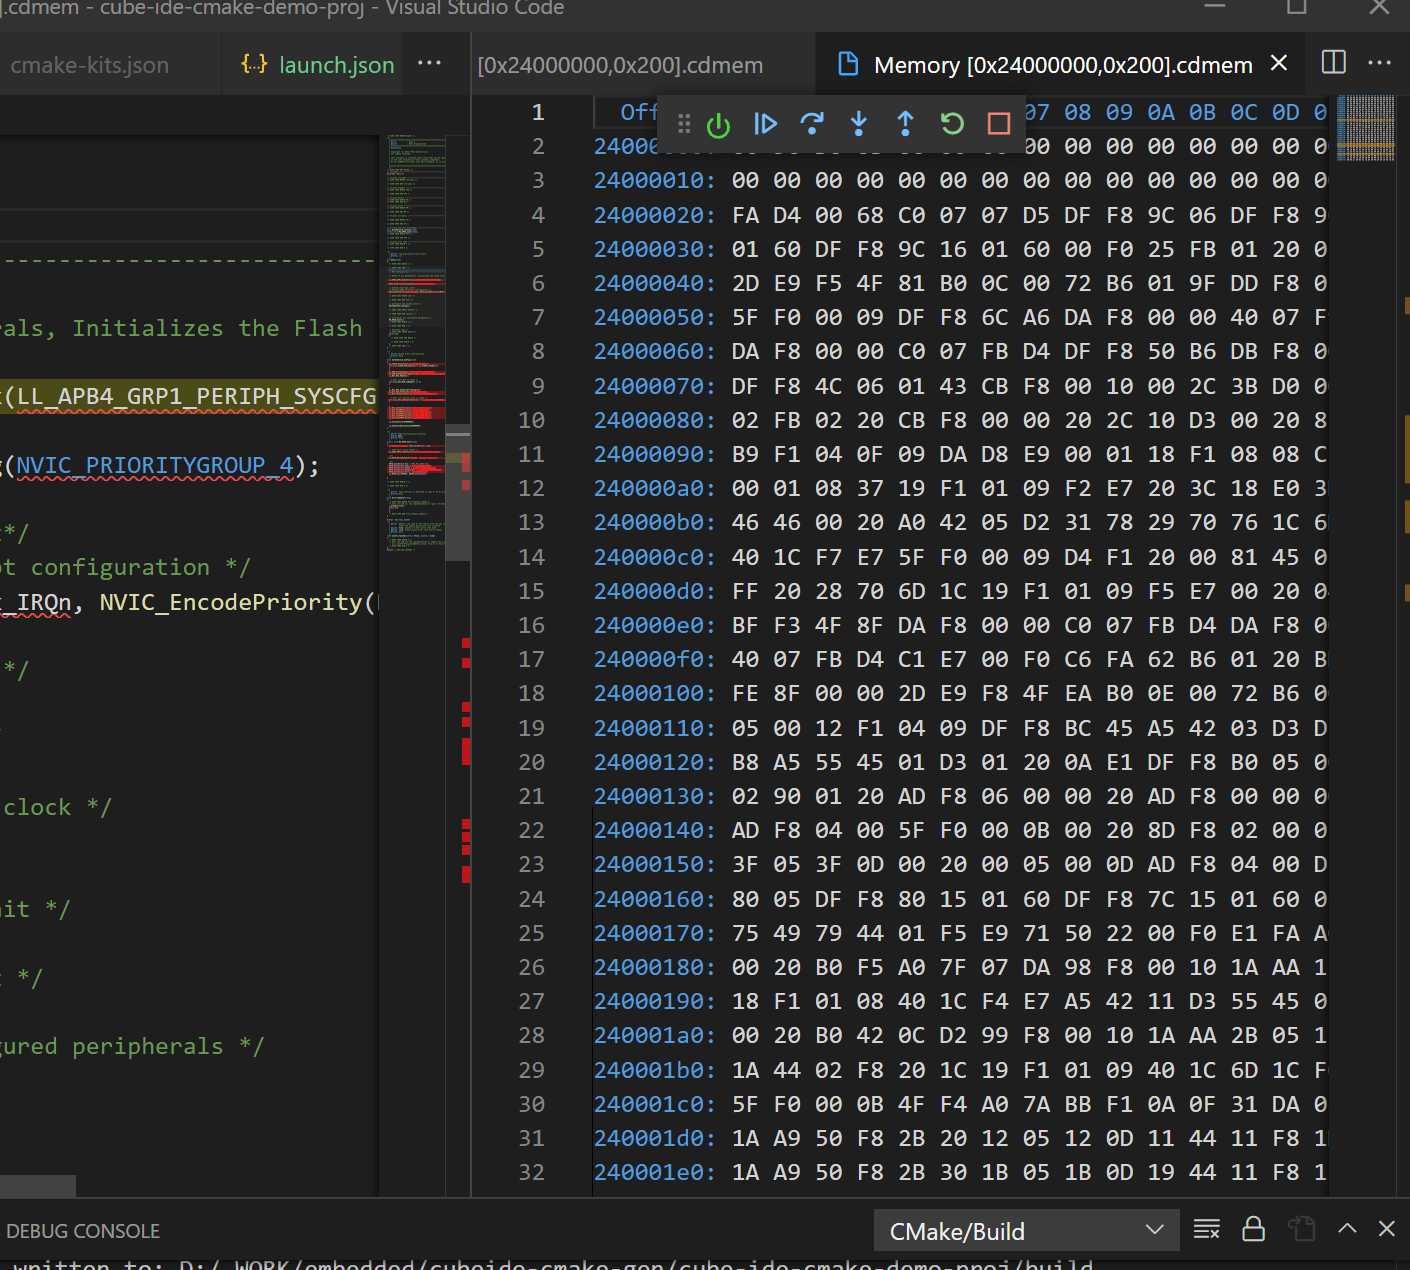 ].cdmem - cube-ide-cmake-demo-proj - Visual Studio Code
cmake-kits.json {..} launch.json ··· [0x24000000,0x200].cdmem Memory [0x24000000,0x200].cdmem
---------------------------
als, Initializes the Flash
(LL_APB4_GRP1_PERIPH_SYSCFG
(NVIC_PRIORITYGROUP_4);
*/
t configuration */
_IRQn, NVIC_EncodePriority(
*/
clock */
it */
*/
gured peripherals */
1 Off 07 08 09 0A 0B 0C 0D 0
2 24000 00 00 00 00 00 00 00 0
3 24000010: 00 00 00 00 00 00 00 00 00 00 00 00 00 00 0
4 24000020: FA D4 00 68 C0 07 07 D5 DF F8 9C 06 DF F8 9
5 24000030: 01 60 DF F8 9C 16 01 60 00 F0 25 FB 01 20 0
6 24000040: 2D E9 F5 4F 81 B0 0C 00 72 B6 01 9F DD F8 0
7 24000050: 5F F0 00 09 DF F8 6C A6 DA F8 00 00 40 07 F
8 24000060: DA F8 00 00 C0 07 FB D4 DF F8 50 B6 DB F8 0
9 24000070: DF F8 4C 06 01 43 CB F8 00 10 00 2C 3B D0 0
10 24000080: 02 FB 02 20 CB F8 00 00 20 2C 10 D3 00 20 8
11 24000090: B9 F1 04 0F 09 DA D8 E9 00 01 18 F1 08 08 C
12 240000a0: 00 01 08 37 19 F1 01 09 F2 E7 20 3C 18 E0 3
13 240000b0: 46 46 00 20 A0 42 05 D2 31 78 29 70 76 1C 6
14 240000c0: 40 1C F7 E7 5F F0 00 09 D4 F1 20 00 81 45 0
15 240000d0: FF 20 28 70 6D 1C 19 F1 01 09 F5 E7 00 20 0
16 240000e0: BF F3 4F 8F DA F8 00 00 C0 07 FB D4 DA F8 0
17 240000f0: 40 07 FB D4 C1 E7 00 F0 C6 FA 62 B6 01 20 B
18 24000100: FE 8F 00 00 2D E9 F8 4F EA B0 0E 00 72 B6 0
19 24000110: 05 00 12 F1 04 09 DF F8 BC 45 A5 42 03 D3 D
20 24000120: B8 A5 55 45 01 D3 01 20 0A E1 DF F8 B0 05 0
21 24000130: 02 90 01 20 AD F8 06 00 00 20 AD F8 00 00 0
22 24000140: AD F8 04 00 5F F0 00 0B 00 20 8D F8 02 00 0
23 24000150: 3F 05 3F 0D 00 20 00 05 00 0D AD F8 04 00 D
24 24000160: 80 05 DF F8 80 15 01 60 DF F8 7C 15 01 60 0
25 24000170: 75 49 79 44 01 F5 E9 71 50 22 00 F0 E1 FA A
26 24000180: 00 20 B0 F5 A0 7F 07 DA 98 F8 00 10 1A AA 1
27 24000190: 18 F1 01 08 40 1C F4 E7 A5 42 11 D3 55 45 0
28 240001a0: 00 20 B0 42 0C D2 99 F8 00 10 1A AA 2B 05 1
29 240001b0: 1A 44 02 F8 20 1C 19 F1 01 09 40 1C 6D 1C F
30 240001c0: 5F F0 00 0B 4F F4 A0 7A BB F1 0A 0F 31 DA 0
31 240001d0: 1A A9 50 F8 2B 20 12 05 12 0D 11 44 11 F8 1
32 240001e0: 1A A9 50 F8 2B 30 1B 05 1B 0D 19 44 11 F8 1
DEBUG CONSOLE CMake/Build
written to: D:/_WORK/embedded/cubeide-cmake-gen/cube-ide-cmake-demo-proj/build